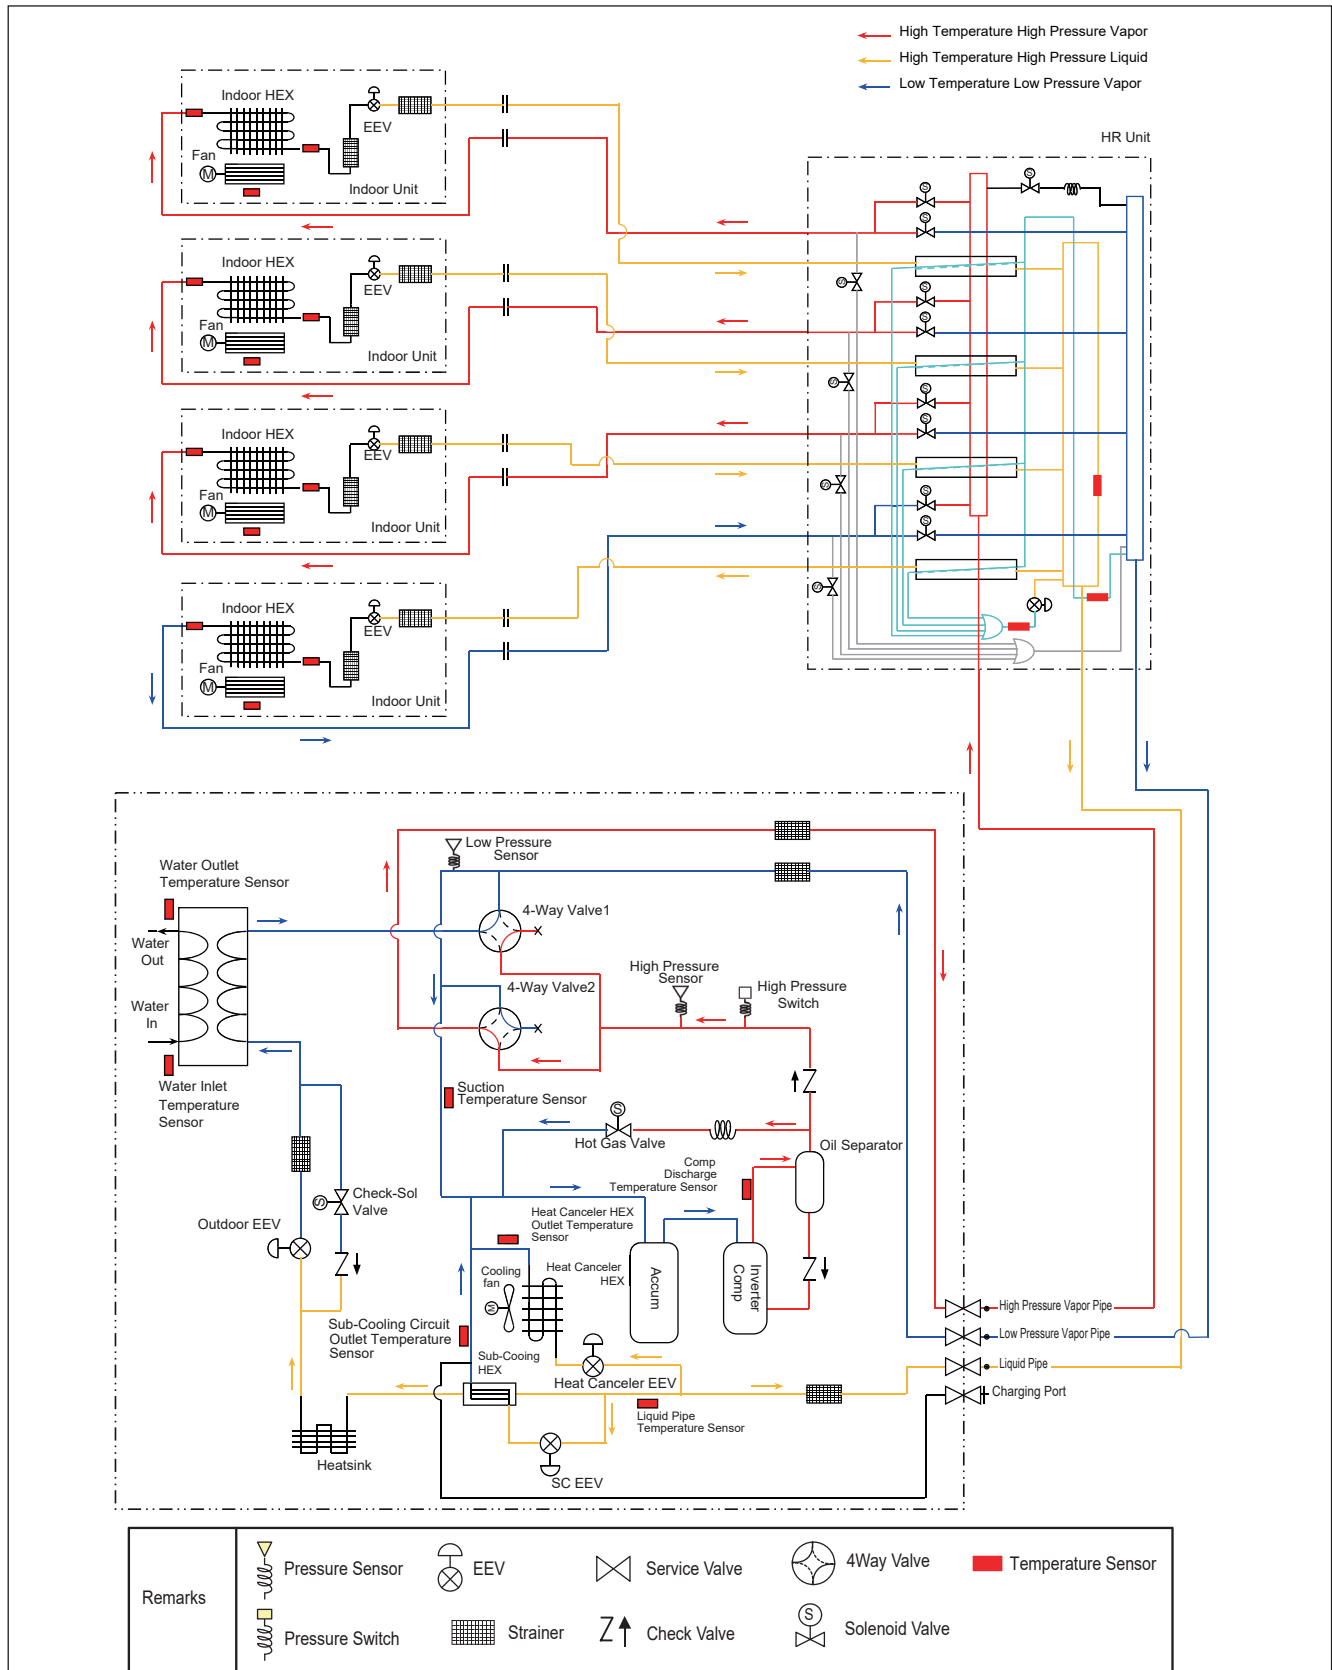 High Temperature High Pressure Vapor
High Temperature High Pressure Liquid
Low Temperature Low Pressure Vapor
HR Unit
Indoor HEX
EEV
Fan
M
Indoor Unit
Indoor HEX
EEV
Fan
M
Indoor Unit
Indoor HEX
EEV
Fan
M
Indoor Unit
Indoor HEX
EEV
Fan
M
Indoor Unit
S
S
S
S
S
S
S
S
S
S
S
S
S
Low Pressure
Sensor
Water Outlet
Temperature Sensor
4-Way Valve1
Water
Out
High Pressure
Sensor
High Pressure
Switch
4-Way Valve2
Water
In
Water Inlet
Temperature
Sensor
Suction
Temperature Sensor
S
Hot Gas Valve
Oil Separator
Comp
Discharge
Temperature Sensor
S
Check-Sol
Valve
Heat Canceler HEX
Outlet Temperature
Sensor
Outdoor EEV
Cooling
fan
M
Heat Canceler
HEX
Accum
Inverter
Comp
Sub-Cooling Circuit
Outlet Temperature
Sensor
Sub-Cooing
HEX
Heat Canceler EEV
High Pressure Vapor Pipe
Low Pressure Vapor Pipe
Liquid Pipe
Charging Port
Liquid Pipe
Temperature Sensor
Heatsink
SC EEV
Remarks
Pressure Sensor
EEV
Service Valve
4Way Valve
Temperature Sensor
Pressure Switch
Strainer
Check Valve
S
Solenoid Valve